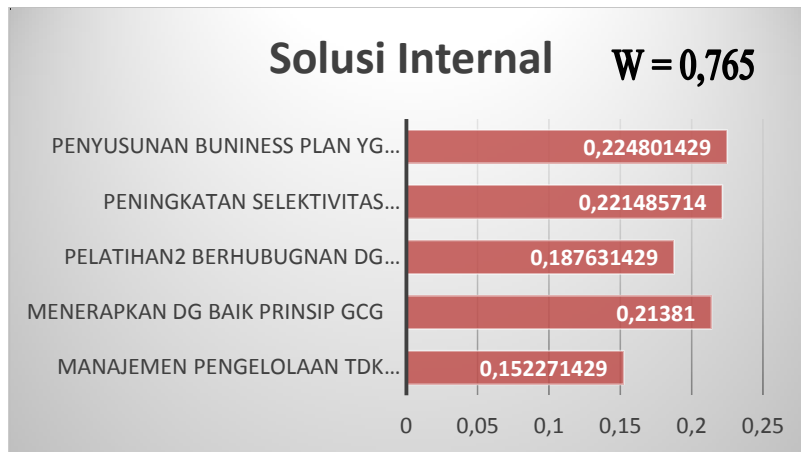 Solusi Internal
W = 0,765
PENYUSUNAN BUNINESS PLAN YG...
0,224801429
PENINGKATAN SELEKTIVITAS...
0,221485714
PELATIHAN2 BERHUBUGNAN DG...
0,187631429
MENERAPKAN DG BAIK PRINSIP GCG
0,21381
MANAJEMEN PENGELOLAAN TDK...
0,152271429
0 0,05 0,1 0,15 0,2 0,25